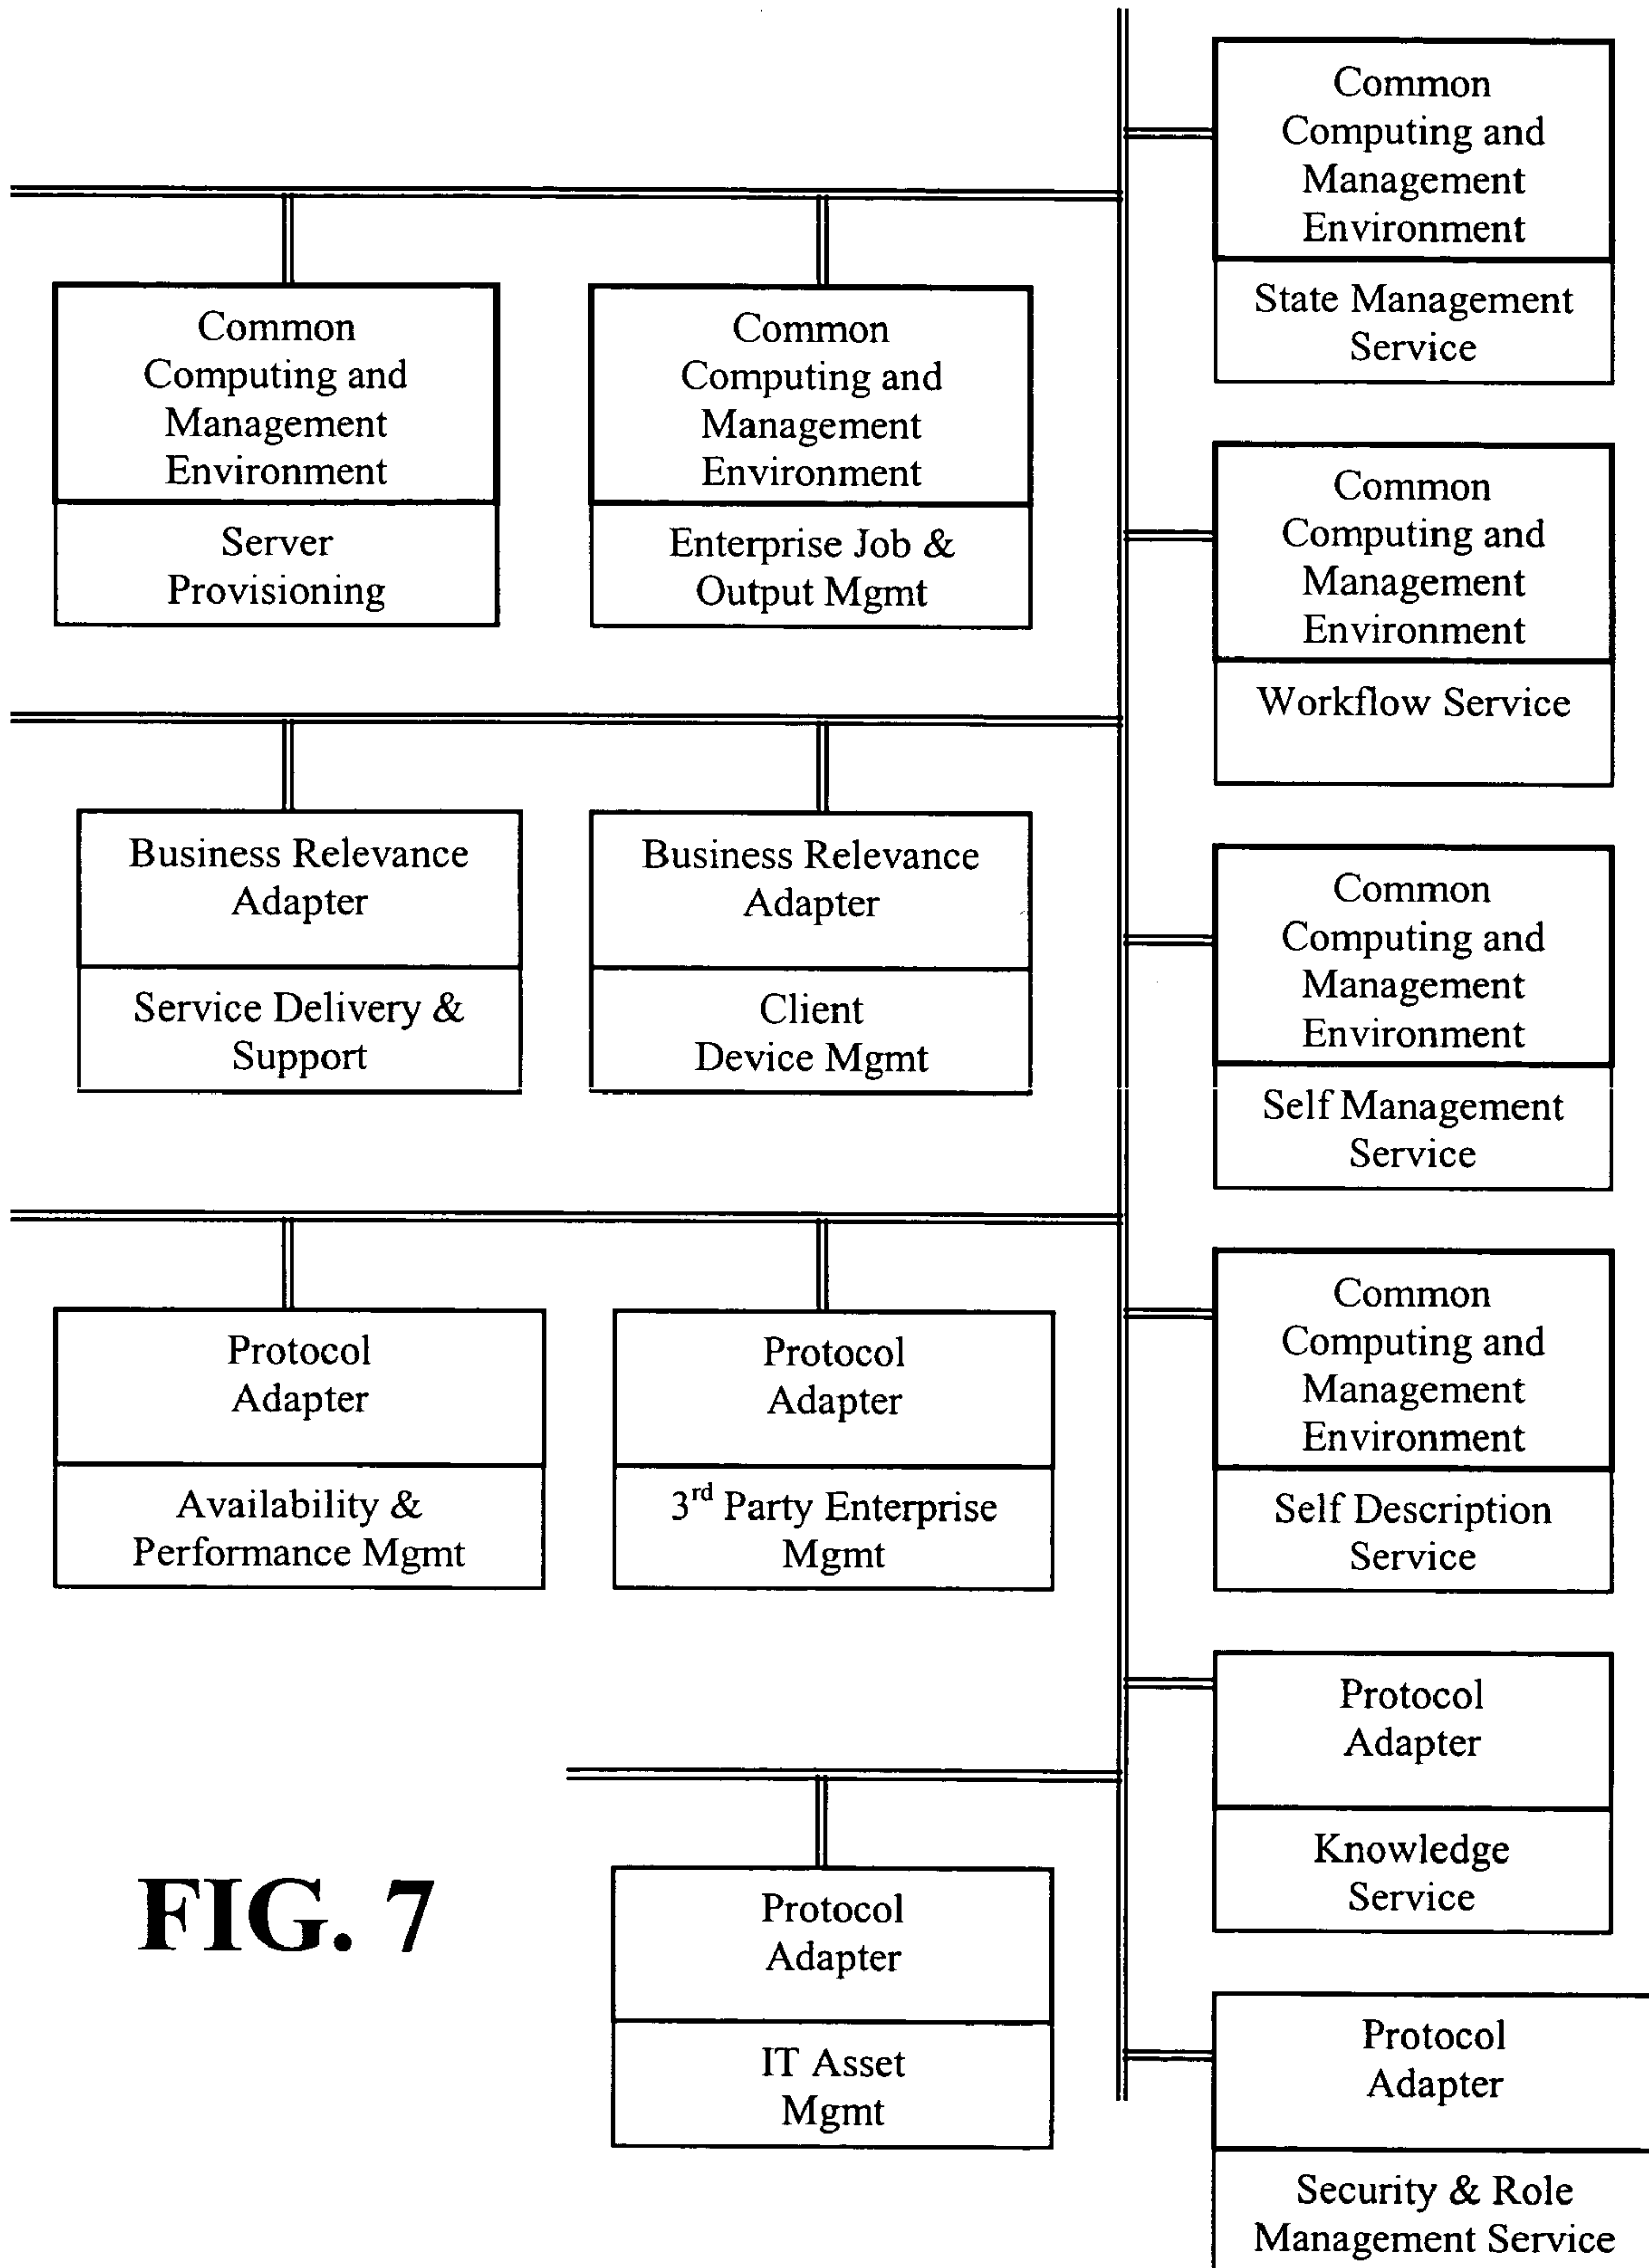 Common
Computing and
Management
Environment
State Management
Service
Common
Computing and
Management
Environment
Server
Provisioning
Common
Computing and
Management
Environment
Enterprise Job &
Output Mgmt
Common
Computing and
Management
Environment
Workflow Service
Business Relevance
Adapter
Service Delivery &
Support
Business Relevance
Adapter
Client
Device Mgmt
Common
Computing and
Management
Environment
Self Management
Service
Protocol
Adapter
Availability &
Performance Mgmt
Protocol
Adapter
3rd Party Enterprise
Mgmt
Common
Computing and
Management
Environment
Self Description
Service
Protocol
Adapter
Knowledge
Service
FIG. 7
Protocol
Adapter
IT Asset
Mgmt
Protocol
Adapter
Security & Role
Management Service